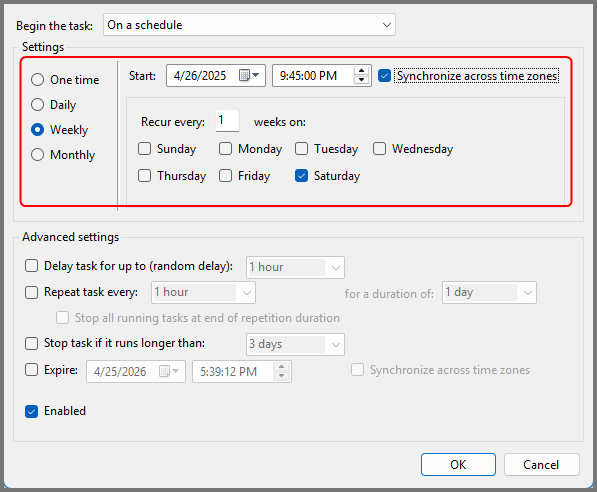 Begin the task: On a schedule
Settings
One time
Daily
Weekly
Monthly
Start: 4/26/2025 9:45:00 PM Synchronize across time zones
Recur every: 1 weeks on:
Sunday Monday Tuesday Wednesday
Thursday Friday Saturday
Advanced settings
Delay task for up to (random delay): 1 hour
Repeat task every: 1 hour for a duration of: 1 day
Stop all running tasks at end of repetition duration
Stop task if it runs longer than: 3 days
Expire: 4/25/2026 5:39:12 PM Synchronize across time zones
Enabled
OK Cancel